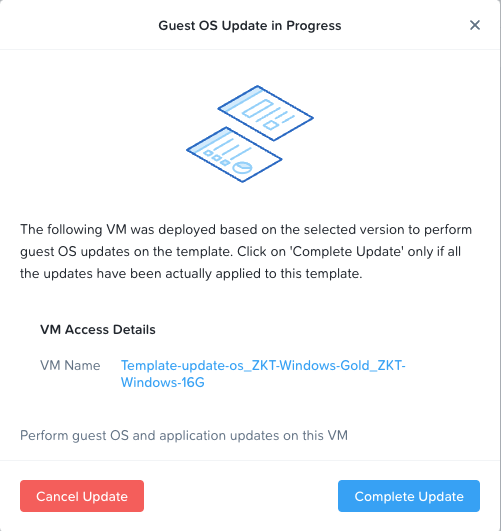 Guest OS Update in Progress
The following VM was deployed based on the selected version to perform
guest OS updates on the template. Click on 'Complete Update' only if all
the updates have been actually applied to this template.
VM Access Details
VM Name Template-update-os_ZKT-Windows-Gold_ZKT-
Windows-16G
Perform guest OS and application updates on this VM
Cancel Update Complete Update